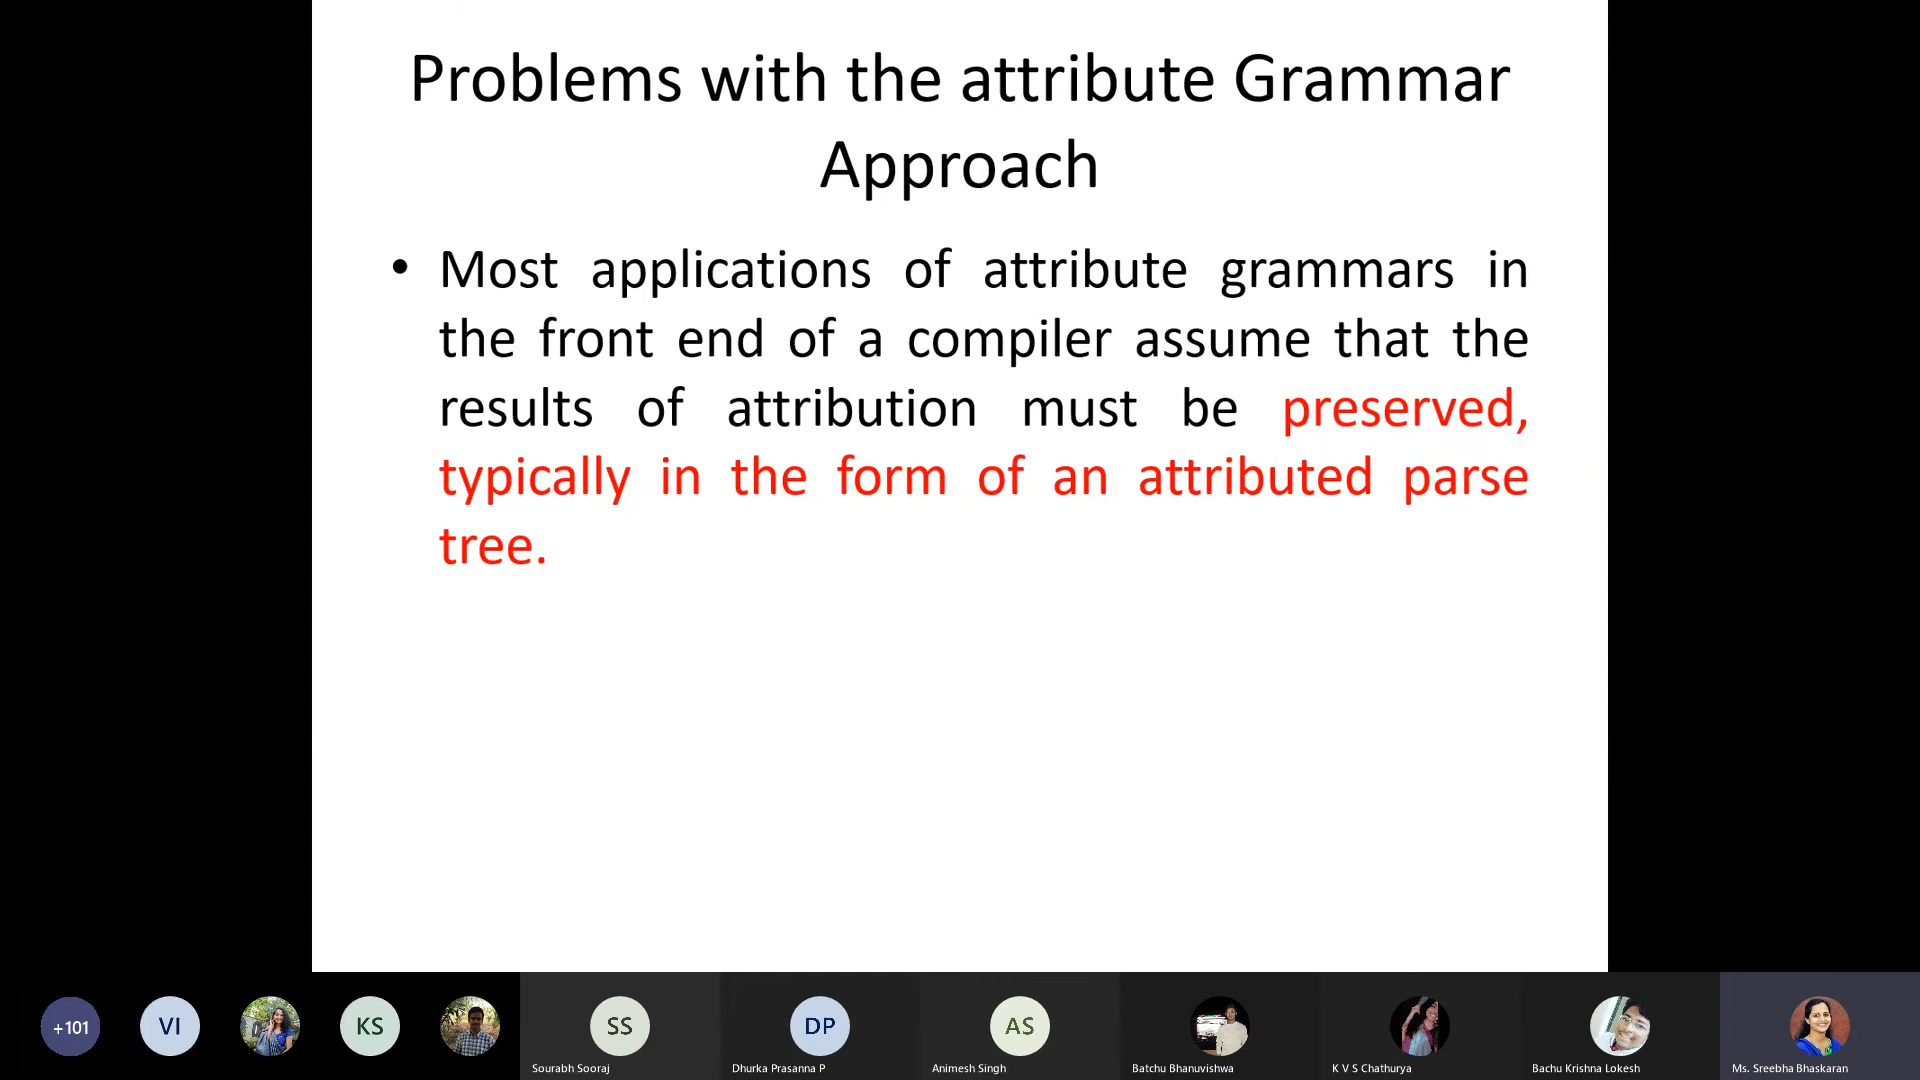 Problems with the attribute Grammar
Approach
• Most applications of attribute grammars in
the front end of a compiler assume that the
results of attribution must be preserved,
typically in the form of an attributed parse
tree.
+101
VI
KS
SS
DP
AS
Sourabh Sooraj
Dhurka Prasanna P
Animesh Singh
Batchu Bhanuvishwa
K V S Chathurya
Bachu Krishna Lokesh
Ms. Sreebha Bhaskaran